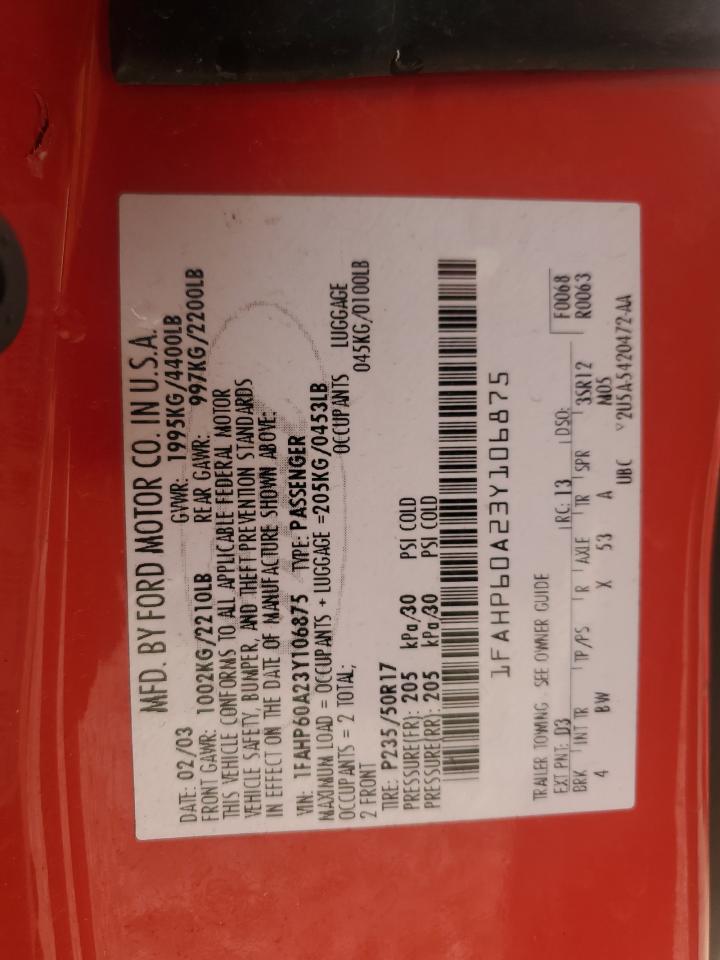 MFD. BY FORD MOTOR CO. IN U.S.A.
DATE: 02/03 GVWR: 1995KG/4400LB
FRONT GAWR: 1002KG/2210LB REAR GAWR: 997KG/2200LB
THIS VEHICLE CONFORMS TO ALL APPLICABLE FEDERAL MOTOR
VEHICLE SAFETY, BUMPER, AND THEFT PREVENTION STANDARDS
IN EFFECT ON THE DATE OF MANUFACTURE SHOWN ABOVE.
VIN: 1FAHP60A23Y106875 TYPE: PASSENGER
MAXIMUM LOAD = OCCUPANTS + LUGGAGE =205KG/0453LB
OCCUPANTS = 2 TOTAL; OCCUPANTS LUGGAGE
2 FRONT 045KG/0100LB
TIRE: P235/50R17
PRESSURE(FR): 205 kPa/30 PSI COLD
PRESSURE(RR): 205 kPa/30 PSI COLD
1FAHP60A23Y106875
TRAILER TOWING - SEE OWNER GUIDE
EXT PNT: D3 RC: 13 DSO: F0068
BRK INT TR TP/PS R AXLE TR SPR 3SR12 R0063
4 BW X 53 A M05
UBC Y2U5A-5420472-AA